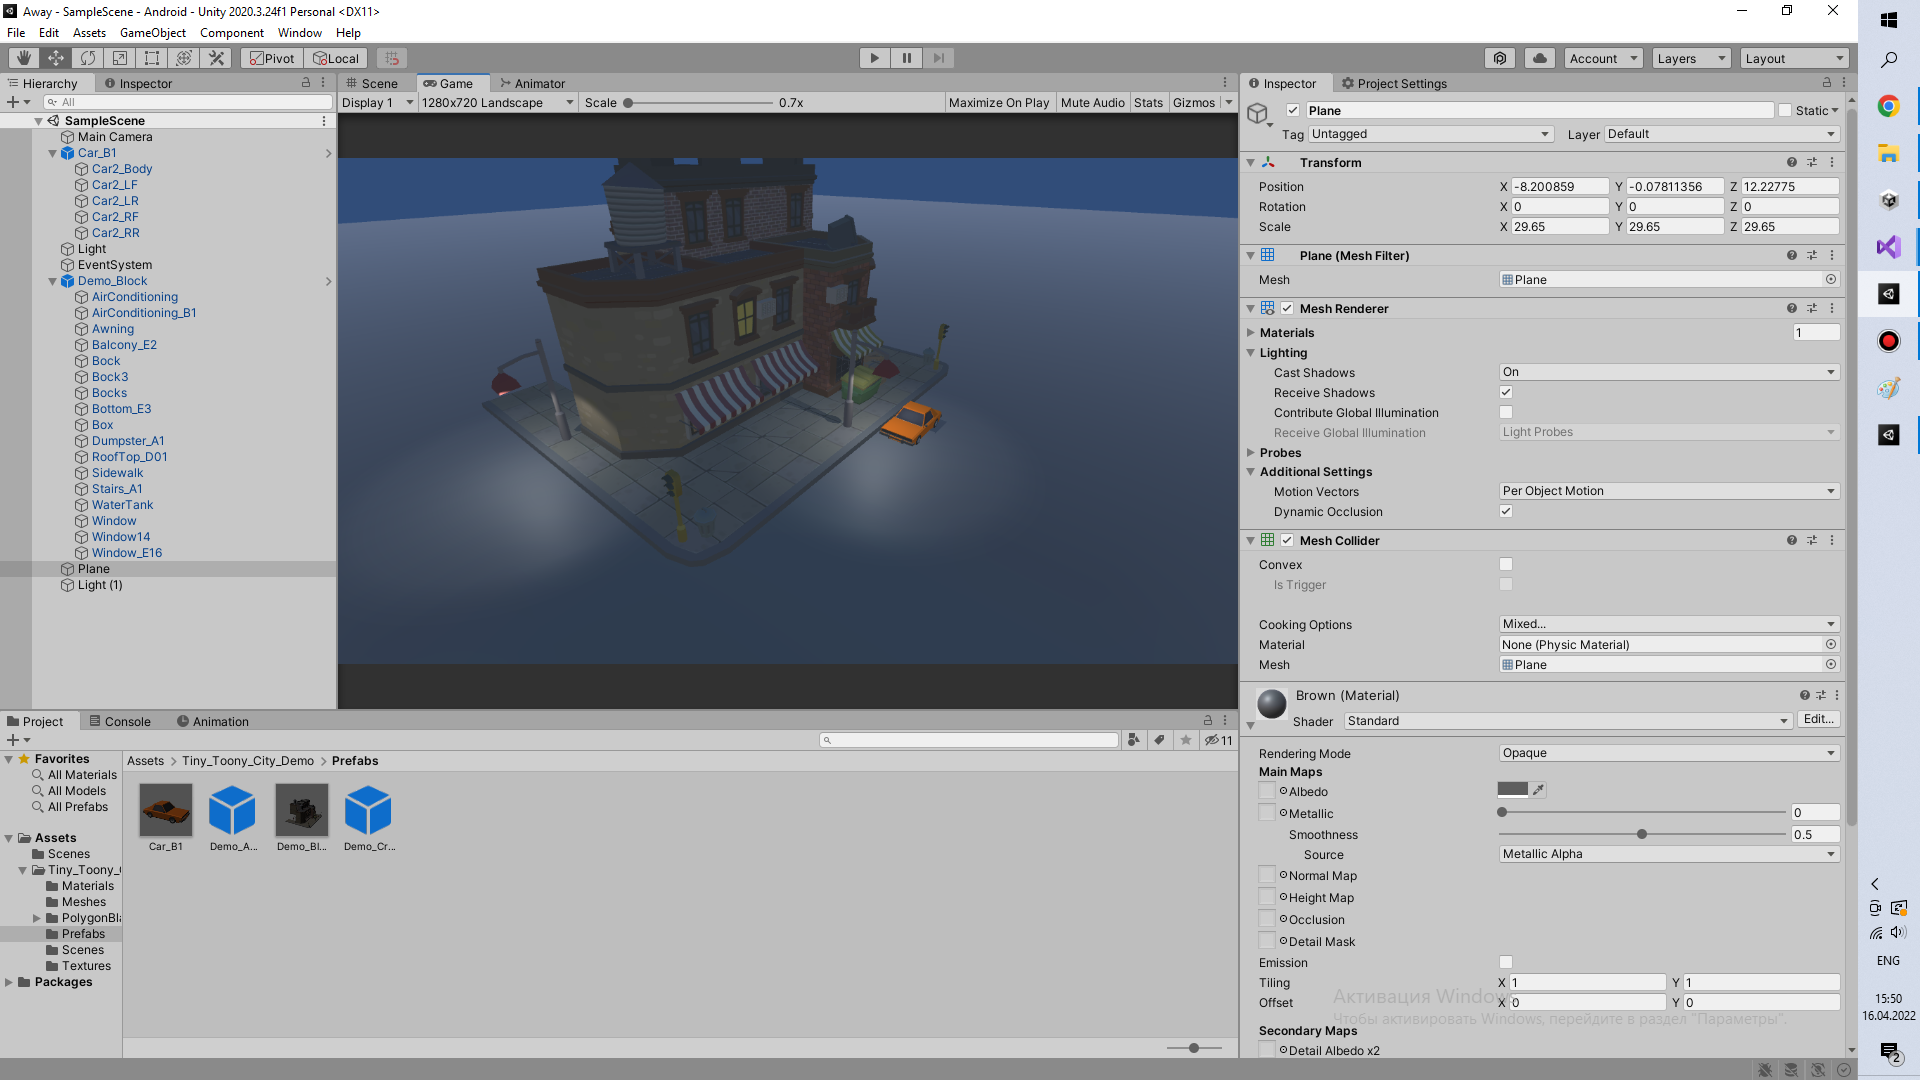 Away - SampleScene - Android - Unity 2020.3.24f1 Personal <DX11>
File Edit Assets GameObject Component Window Help
Pivot Local Account Layers Layout
Hierarchy Inspector
All
SampleScene
Main Camera
Car_B1
Car2_Body
Car2_LF
Car2_LR
Car2_RF
Car2_RR
Light
EventSystem
Demo_Block
AirConditioning
AirConditioning_B1
Awning
Balcony_E2
Bock
Bock3
Bocks
Bottom_E3
Box
Dumpster_A1
RoofTop_D01
Sidewalk
Stairs_A1
WaterTank
Window
Window14
Window_E16
Plane
Light (1)
Scene Game Animator
Display 1 1280x720 Landscape Scale 0.7x Maximize On Play Mute Audio Stats Gizmos
Project Console Animation
11
Favorites
All Materials
All Models
All Prefabs
Assets
Scenes
Tiny_Toony_
Materials
Meshes
PolygonBl
Prefabs
Scenes
Textures
Packages
Assets > Tiny_Toony_City_Demo > Prefabs
Car_B1 Demo_A... Demo_Bl... Demo_Cr...
Inspector Project Settings
Plane Static
Tag Untagged Layer Default
Transform
Position X -8.200859 Y -0.07811356 Z 12.22775
Rotation X 0 Y 0 Z 0
Scale X 29.65 Y 29.65 Z 29.65
Plane (Mesh Filter)
Mesh Plane
Mesh Renderer
Materials 1
Lighting
Cast Shadows On
Receive Shadows
Contribute Global Illumination
Receive Global Illumination Light Probes
Probes
Additional Settings
Motion Vectors Per Object Motion
Dynamic Occlusion
Mesh Collider
Convex
Is Trigger
Cooking Options Mixed...
Material None (Physic Material)
Mesh Plane
Brown (Material)
Shader Standard Edit...
Rendering Mode Opaque
Main Maps
Albedo
Metallic 0
Smoothness 0.5
Source Metallic Alpha
Normal Map
Height Map
Occlusion
Detail Mask
Emission
Tiling X 1 Y 1
Offset X 0 Y 0
Активация Windows
Чтобы активировать Windows, перейдите в раздел "Параметры".
Secondary Maps
Detail Albedo x2
ENG
15:50
16.04.2022
2